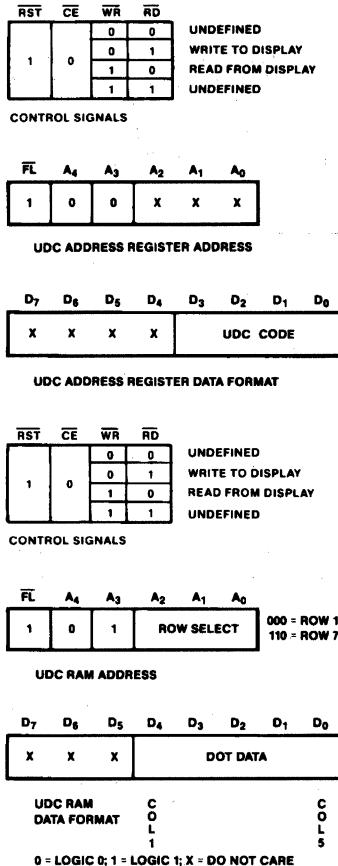 RST CE WR RD
0 0 UNDEFINED
0 1 WRITE TO DISPLAY
1 0
1 0 READ FROM DISPLAY
1 1 UNDEFINED
CONTROL SIGNALS
FL A4 A3 A2 A1 A0
1 0 0 X X X
UDC ADDRESS REGISTER ADDRESS
D7 D6 D5 D4 D3 D2 D1 D0
X X X X UDC CODE
UDC ADDRESS REGISTER DATA FORMAT
RST CE WR RD
0 0 UNDEFINED
0 1 WRITE TO DISPLAY
1 0
1 0 READ FROM DISPLAY
1 1 UNDEFINED
CONTROL SIGNALS
FL A4 A3 A2 A1 A0
1 0 1 ROW SELECT 000 = ROW 1
110 = ROW 7
UDC RAM ADDRESS
D7 D6 D5 D4 D3 D2 D1 D0
X X X DOT DATA
UDC RAM
DATA FORMAT
COL1 COL5
0 = LOGIC 0; 1 = LOGIC 1; X = DO NOT CARE